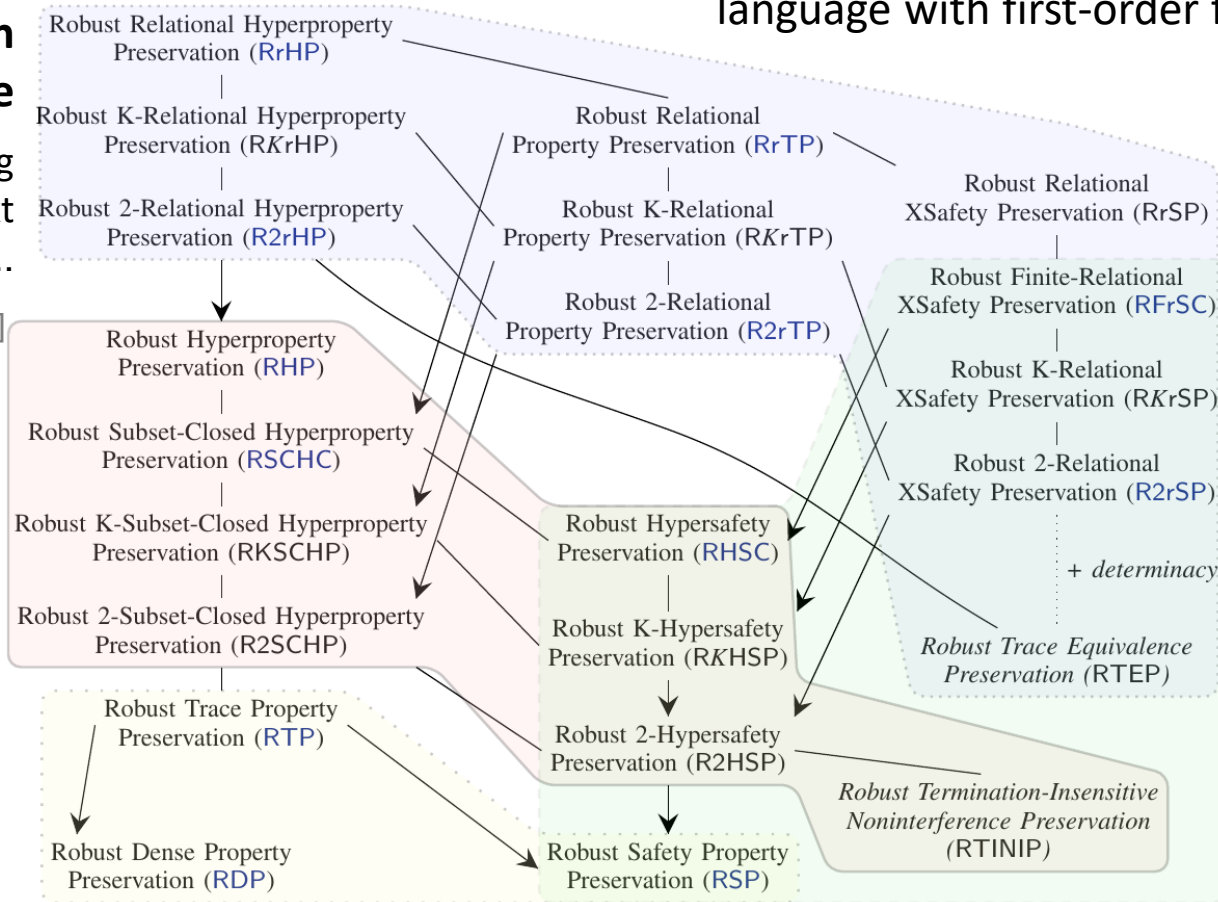 n
e
g
t
..
]
language with first-order f
Robust Relational Hyperproperty
Preservation (RrHP)
Robust K-Relational Hyperproperty
Preservation (RKrHP)
Robust 2-Relational Hyperproperty
Preservation (R2rHP)
Robust Relational
Property Preservation (RrTP)
Robust K-Relational
Property Preservation (RKrTP)
Robust 2-Relational
Property Preservation (R2rTP)
Robust Relational
XSafety Preservation (RrSP)
Robust Finite-Relational
XSafety Preservation (RFrSC)
Robust K-Relational
XSafety Preservation (RKrSP)
Robust 2-Relational
XSafety Preservation (R2rSP)
+ determinacy
Robust Trace Equivalence
Preservation (RTEP)
Robust Hyperproperty
Preservation (RHP)
Robust Subset-Closed Hyperproperty
Preservation (RSCHC)
Robust K-Subset-Closed Hyperproperty
Preservation (RKSCHP)
Robust 2-Subset-Closed Hyperproperty
Preservation (R2SCHP)
Robust Hypersafety
Preservation (RHSC)
Robust K-Hypersafety
Preservation (RKHSP)
Robust 2-Hypersafety
Preservation (R2HSP)
Robust Termination-Insensitive
Noninterference Preservation
(RTINIP)
Robust Trace Property
Preservation (RTP)
Robust Dense Property
Preservation (RDP)
Robust Safety Property
Preservation (RSP)